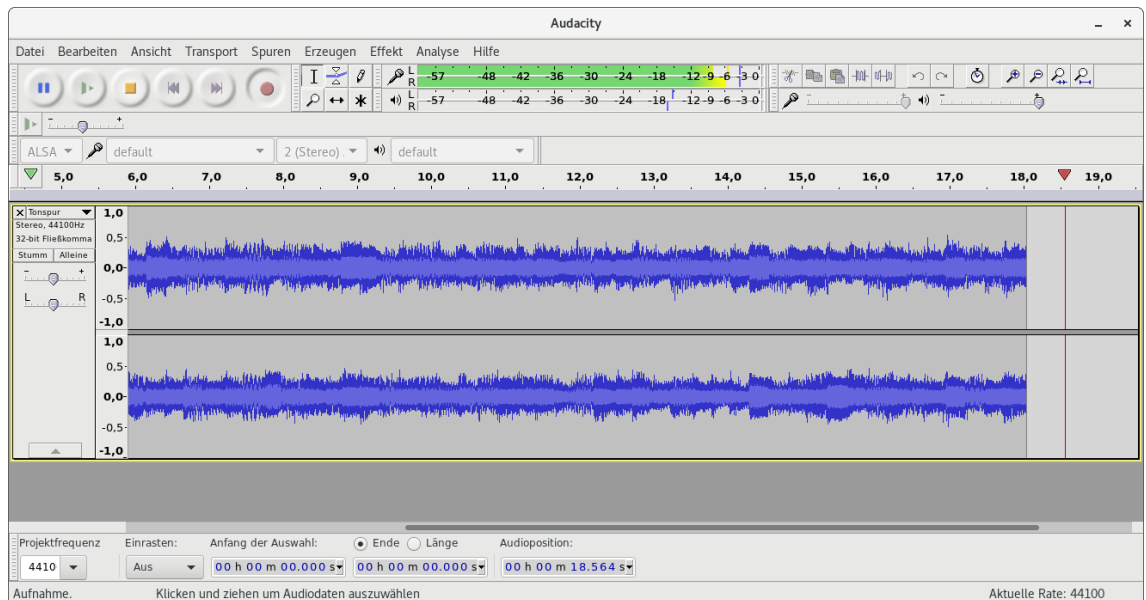 Audacity
Datei Bearbeiten Ansicht Transport Spuren Erzeugen Effekt Analyse Hilfe
L R -57 -48 -42 -36 -30 -24 -18 -12 -9 -6 -3 0
L R -57 -48 -42 -36 -30 -24 -18 -12 -9 -6 -3 0
- +
ALSA default 2 (Stereo) . default
5,0 6,0 7,0 8,0 9,0 10,0 11,0 12,0 13,0 14,0 15,0 16,0 17,0 18,0 19,0
X Tonspur
Stereo, 44100Hz
32-bit Fließkomma
Stumm Alleine
- +
L R
1,0
0,5-
0,0-
-0,5-
-1,0
1,0
0,5-
0,0-
-0,5-
-1,0
Projektfrequenz Einrasten: Anfang der Auswahl: Ende Länge Audioposition:
4410 Aus 00 h 00 m 00.000 s 00 h 00 m 00.000 s 00 h 00 m 18.564 s
Aufnahme. Klicken und ziehen um Audiodaten auszuwählen Aktuelle Rate: 44100